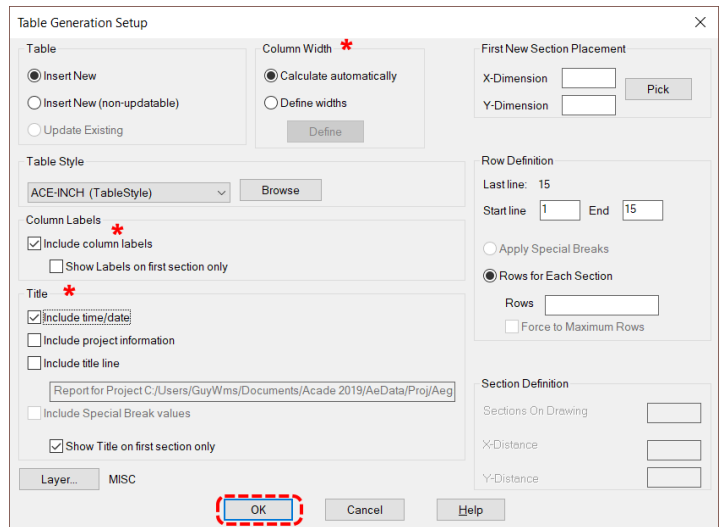 Table Generation Setup
Table
Insert New
Insert New (non-updatable)
Update Existing
Column Width *
Calculate automatically
Define widths
Define
First New Section Placement
X-Dimension
Y-Dimension
Pick
Table Style
ACE-INCH (TableStyle)
Browse
Column Labels *
Include column labels
Show Labels on first section only
Title *
Include time/date
Include project information
Include title line
Report for Project C:/Users/GuyWms/Documents/Acade 2019/AeData/Proj/Aeg
Include Special Break values
Show Title on first section only
Row Definition
Last line: 15
Start line 1 End 15
Apply Special Breaks
Rows for Each Section
Rows
Force to Maximum Rows
Section Definition
Sections On Drawing
X-Distance
Y-Distance
Layer... MISC
OK Cancel Help